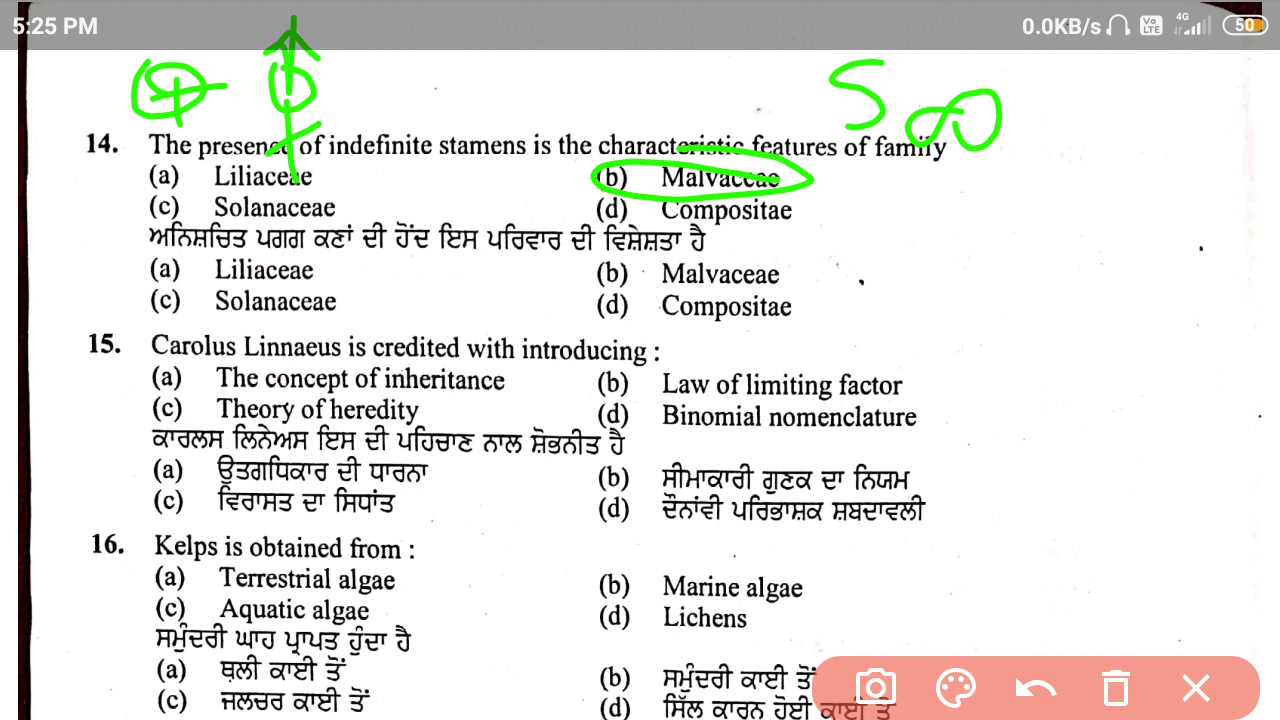 5:25 PM 0.0KB/s Vo LTE 4G 50
S ∞
14. The presence of indefinite stamens is the characteristic features of family
(a) Liliaceae (b) Malvaceae
(c) Solanaceae (d) Compositae
ਅਨਿਸ਼ਚਿਤ ਪਗਗ ਕਣਾਂ ਦੀ ਹੋਂਦ ਇਸ ਪਰਿਵਾਰ ਦੀ ਵਿਸ਼ੇਸ਼ਤਾ ਹੈ
(a) Liliaceae (b) Malvaceae
(c) Solanaceae (d) Compositae
15. Carolus Linnaeus is credited with introducing :
(a) The concept of inheritance (b) Law of limiting factor
(c) Theory of heredity (d) Binomial nomenclature
ਕਾਰਲਸ ਲਿਨੇਅਸ ਇਸ ਦੀ ਪਹਿਚਾਣ ਨਾਲ ਸ਼ੋਭਨੀਤ ਹੈ
(a) ਉਤਗਧਿਕਾਰ ਦੀ ਧਾਰਨਾ (b) ਸੀਮਾਕਾਰੀ ਗੁਣਕ ਦਾ ਨਿਯਮ
(c) ਵਿਰਾਸਤ ਦਾ ਸਿਧਾਂਤ (d) ਦੌਨਾਂਵੀ ਪਰਿਭਾਸ਼ਕ ਸ਼ਬਦਾਵਲੀ
16. Kelps is obtained from :
(a) Terrestrial algae (b) Marine algae
(c) Aquatic algae (d) Lichens
ਸਮੁੰਦਰੀ ਘਾਹ ਪ੍ਰਾਪਤ ਹੁੰਦਾ ਹੈ
(a) ਥਲੀ ਕਾਈ ਤੋਂ (b) ਸਮੁੰਦਰੀ ਕਾਈ ਤੋਂ
(c) ਜਲਚਰ ਕਾਈ ਤੋਂ (d) ਸਿੱਲ ਕਾਰਨ ਹੋਈ ਕਾਈ ਤੋਂ